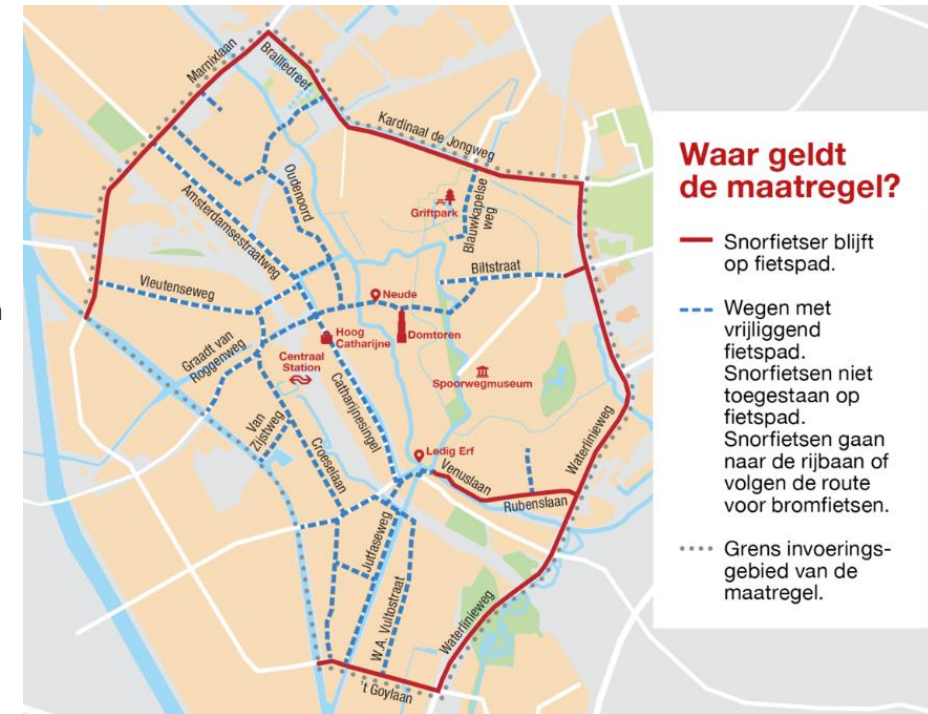 Marnixlaan
Brailledreef
Kardinaal de Jongweg
Oudenoord
Amsterdamsestraatweg
Griftpark
Blauwkapelse
weg
Biltstraat
Vleutenseweg
Neude
Graadt van
Roggenweg
Hoog
Catharijne
Domtoren
Centraal
Station
Spoorwegmuseum
Catharijnesingel
Van
Zijstweg
Croeselaan
Waterlinieweg
Ledig Erf
Venuslaan
Rubenslaan
Jutfaseweg
W.A. Vultostraat
Waterlinieweg
't Goylaan
n
Waar geldt
de maatregel?
Snorfietser blijft
op fietspad.
Wegen met
vrijliggend
fietspad.
Snorfietsen niet
toegestaan op
fietspad.
Snorfietsen gaan
naar de rijbaan of
volgen de route
voor bromfietsen.
Grens invoerings-
gebied van de
maatregel.